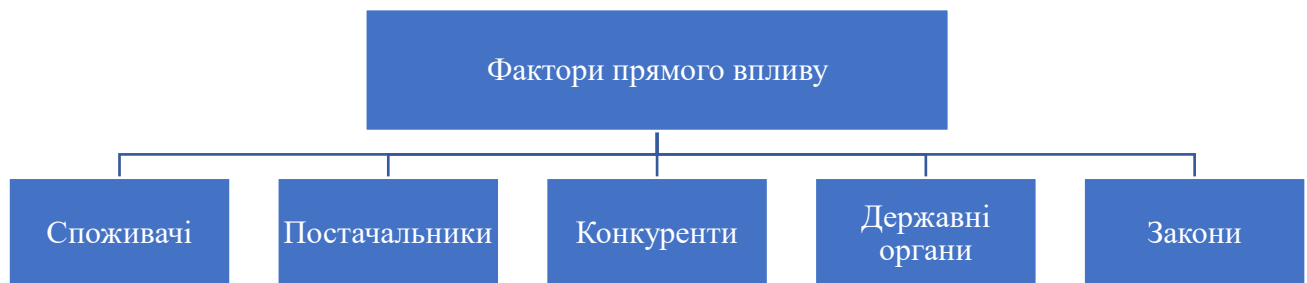 Фактори прямого впливу
Споживачі
Постачальники
Конкуренти
Державні
органи
Закони